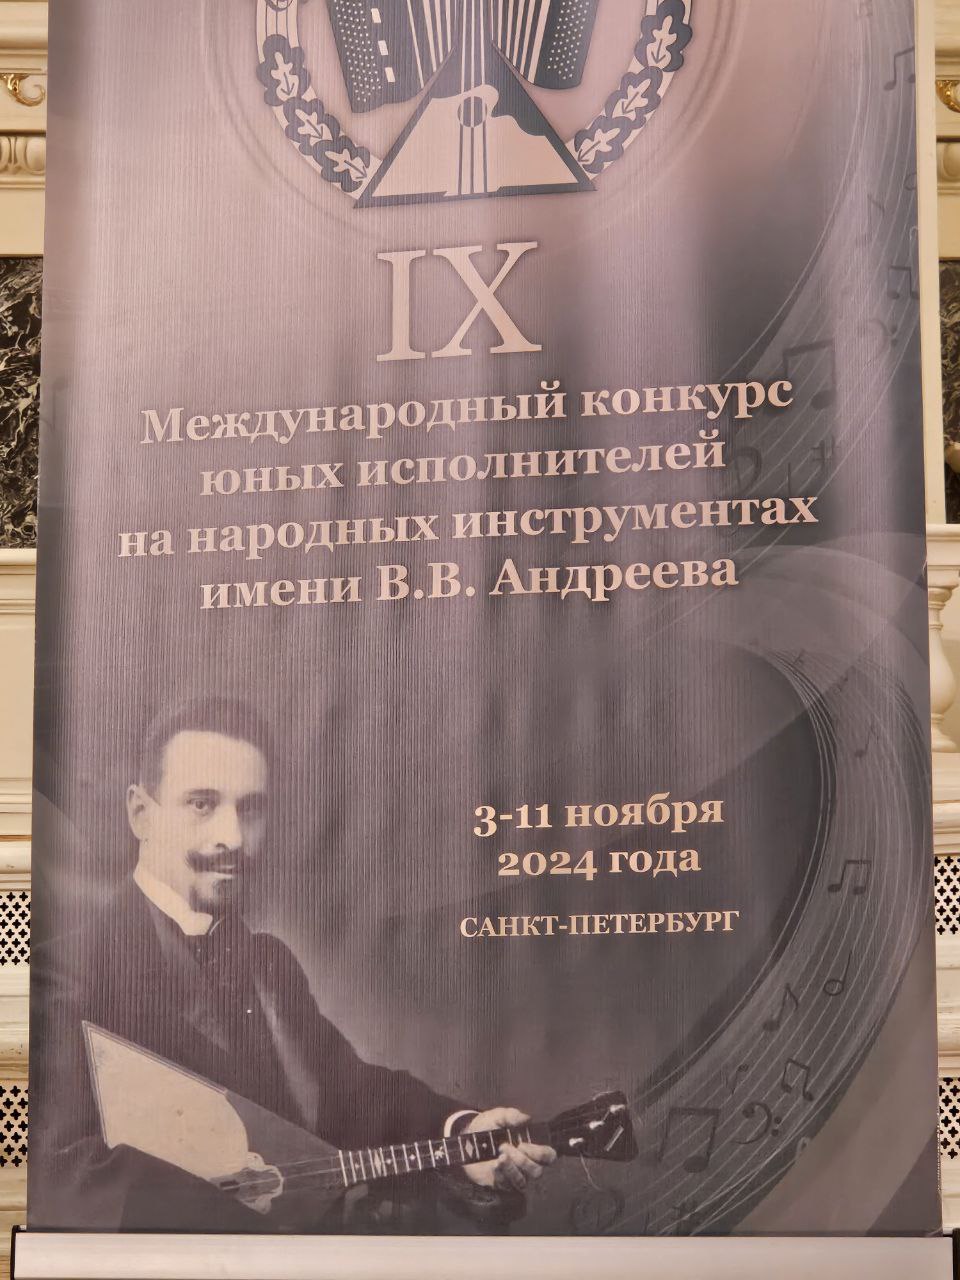 IX
Международный конкурс
юных исполнителей
на народных инструментах
имени В.В. Андреева
3-11 ноября
2024 года
САНКТ-ПЕТЕРБУРГ